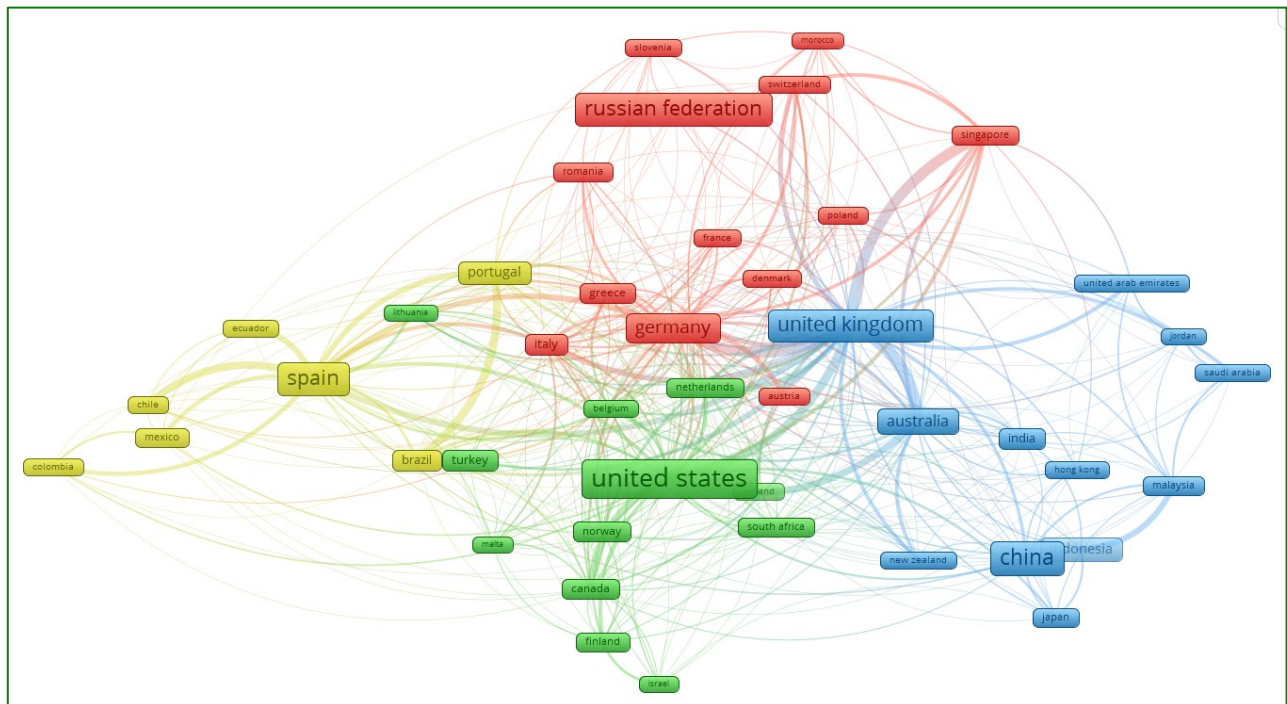 slovenia
morocco
switzerland
russian federation
singapore
romania
poland
france
portugal
denmark
united arab emirates
greece
lithuania
germany
united kingdom
ecuador
jordan
italy
spain
saudi arabia
netherlands
austria
chile
belgium
mexico
australia
india
colombia
brazil
turkey
hong kong
united states
malaysia
south africa
norway
malta
new zealand
china
canada
japan
finland
israel